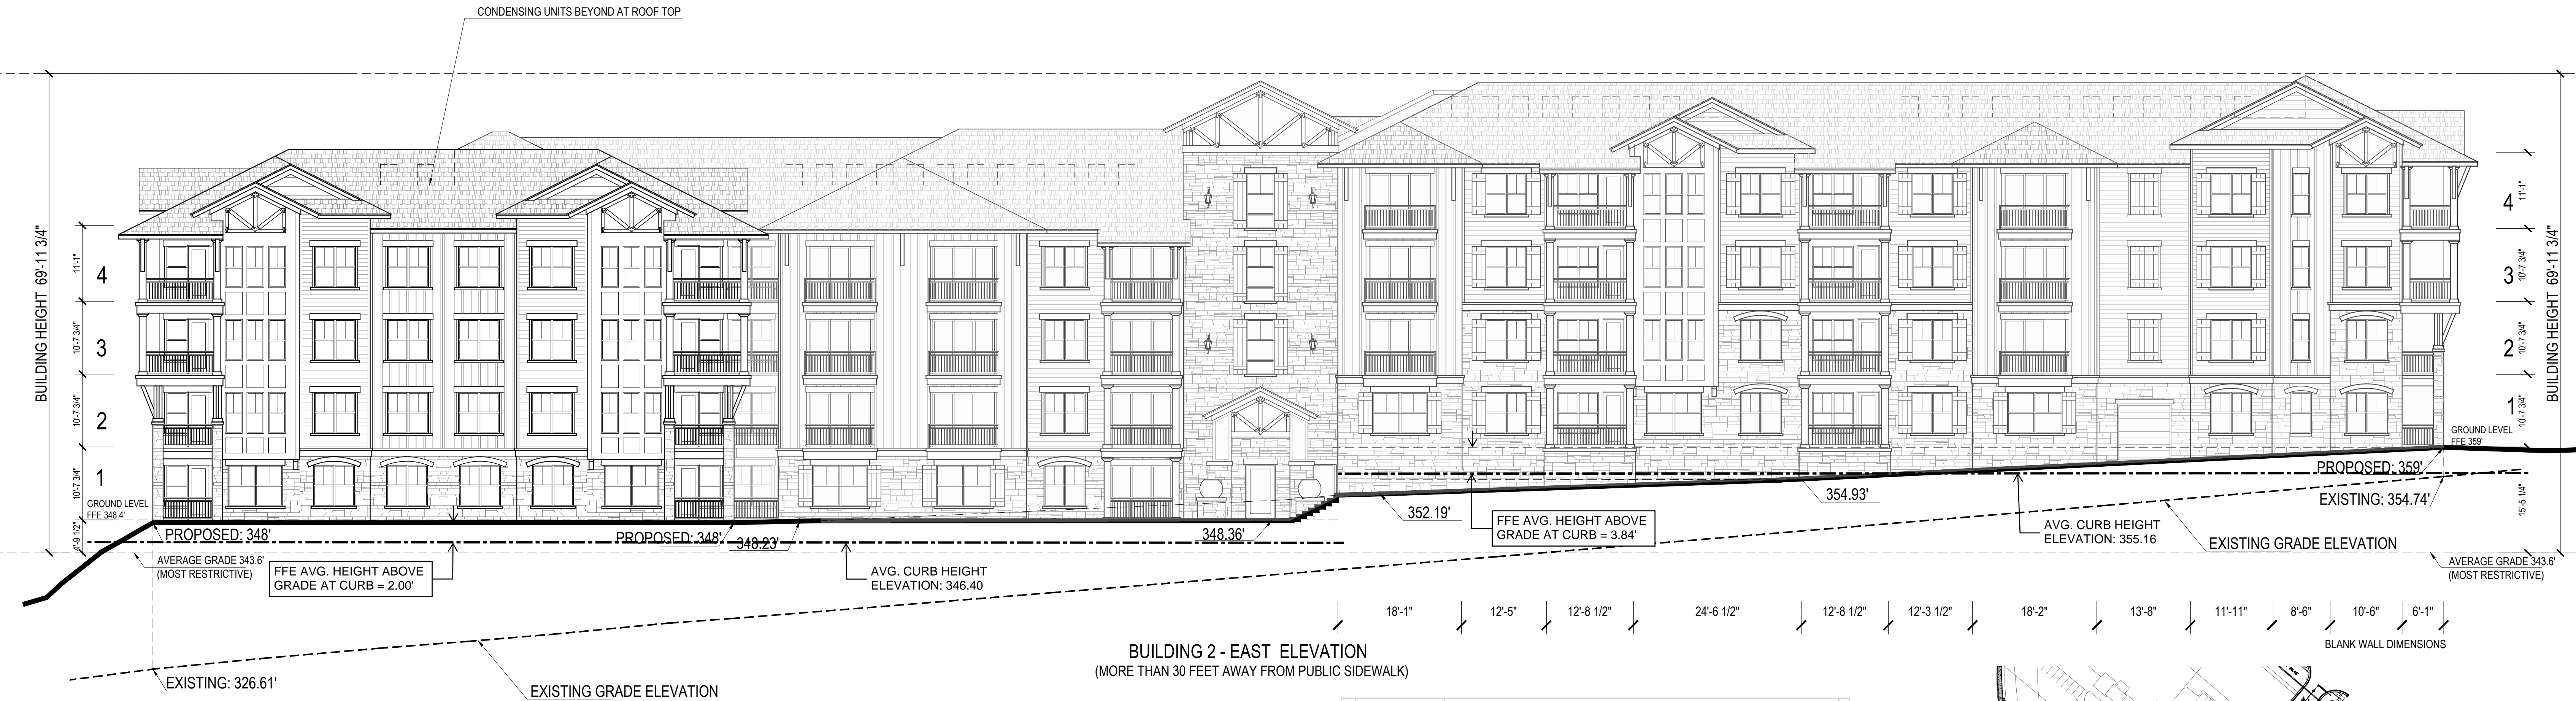 CONDENSING UNITS BEYOND AT ROOF TOP
BUILDING HEIGHT 69'-11 3/4"
11'-1"
4
10'-7 3/4"
3
10'-7 3/4"
2
10'-7 3/4"
1
GROUND LEVEL
FFE 348.4'
4'-9 1/2"
AVERAGE GRADE 343.6'
(MOST RESTRICTIVE)
PROPOSED: 348'
FFE AVG. HEIGHT ABOVE
GRADE AT CURB = 2.00'
PROPOSED: 348'
348.23'
AVG. CURB HEIGHT
ELEVATION: 346.40
348.36'
352.19'
FFE AVG. HEIGHT ABOVE
GRADE AT CURB = 3.84'
354.93'
AVG. CURB HEIGHT
ELEVATION: 355.16
PROPOSED: 359'
EXISTING: 354.74'
EXISTING GRADE ELEVATION
4
11'-1"
3
10'-7 3/4"
2
10'-7 3/4"
1
10'-7 3/4"
GROUND LEVEL
FFE 359'
15'-5 1/4"
BUILDING HEIGHT 69'-11 3/4"
AVERAGE GRADE 343.6'
(MOST RESTRICTIVE)
18'-1"
12'-5"
12'-8 1/2"
24'-6 1/2"
12'-8 1/2"
12'-3 1/2"
18'-2"
13'-8"
11'-11"
8'-6"
10'-6"
6'-1"
BLANK WALL DIMENSIONS
BUILDING 2 - EAST ELEVATION
(MORE THAN 30 FEET AWAY FROM PUBLIC SIDEWALK)
EXISTING: 326.61'
EXISTING GRADE ELEVATION